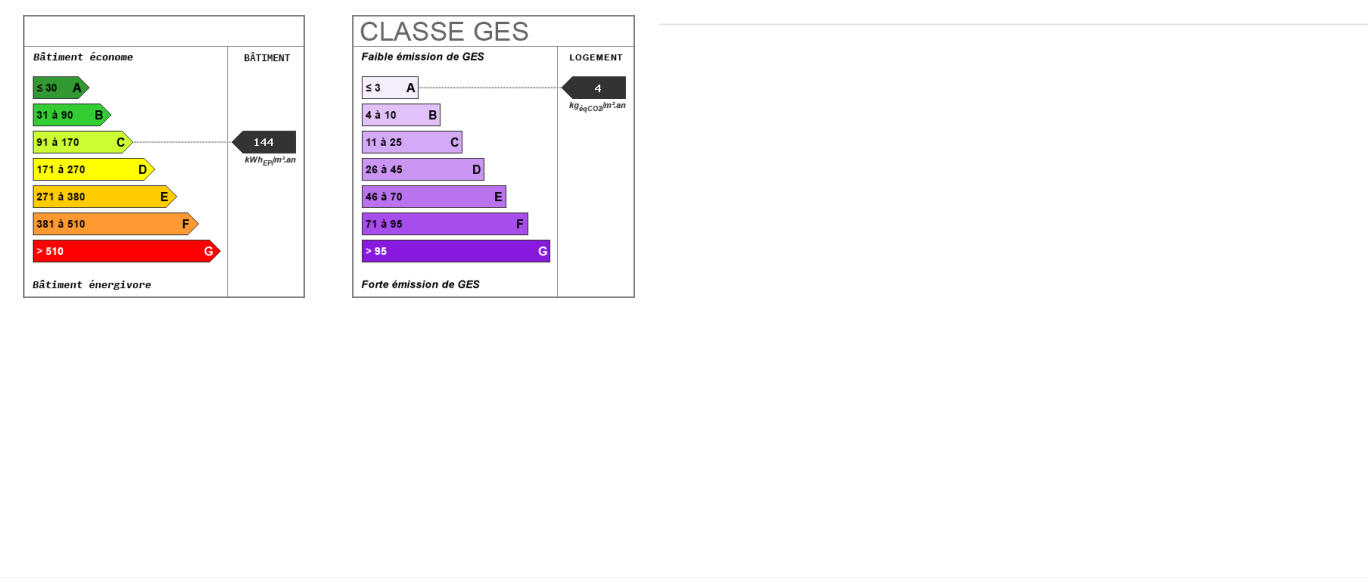 Bâtiment économe
BÂTIMENT
≤ 30 A
31 à 90 B
91 à 170 C
144
kWhEP/m².an
171 à 270 D
271 à 380 E
381 à 510 F
> 510 G
Bâtiment énergivore
CLASSE GES
Faible émission de GES
LOGEMENT
≤ 3 A
4
kgéqCO2/m².an
4 à 10 B
11 à 25 C
26 à 45 D
46 à 70 E
71 à 95 F
> 95 G
Forte émission de GES